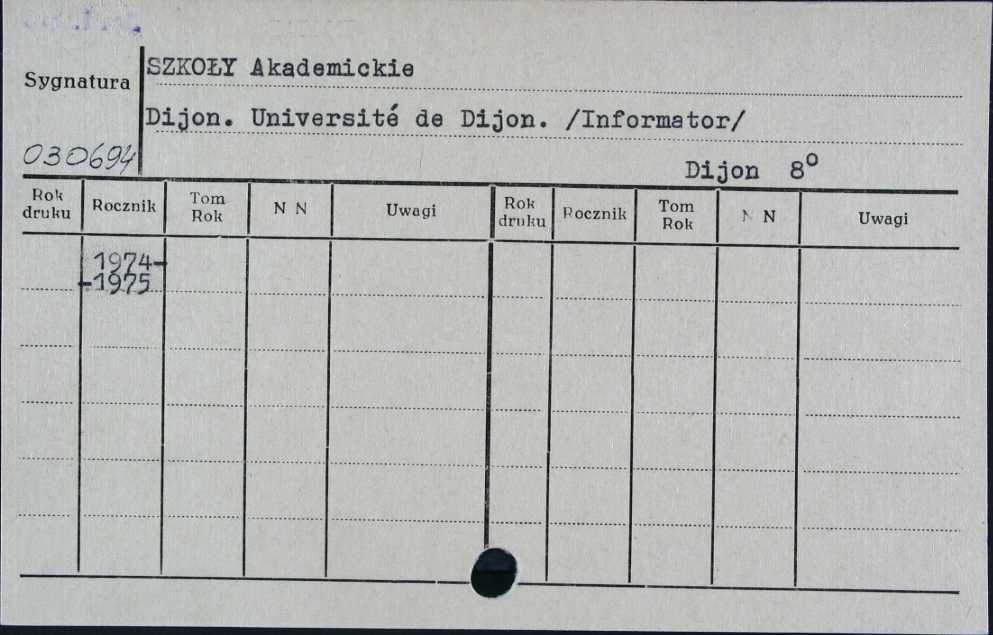 SZKOŁY Akademickie
Sygnatura
Dijon. Université de Dijon. /Informator/
030694
Dijon 8º
Rok druku Rocznik Tom Rok N N Uwagi Rok druku Rocznik Tom Rok N N Uwagi
1974-
-1975